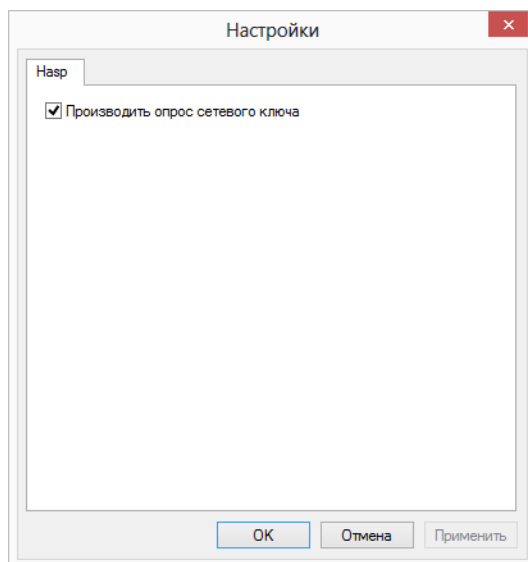 Настройки
Hasp
Производить опрос сетевого ключа
OK
Отмена
Применить